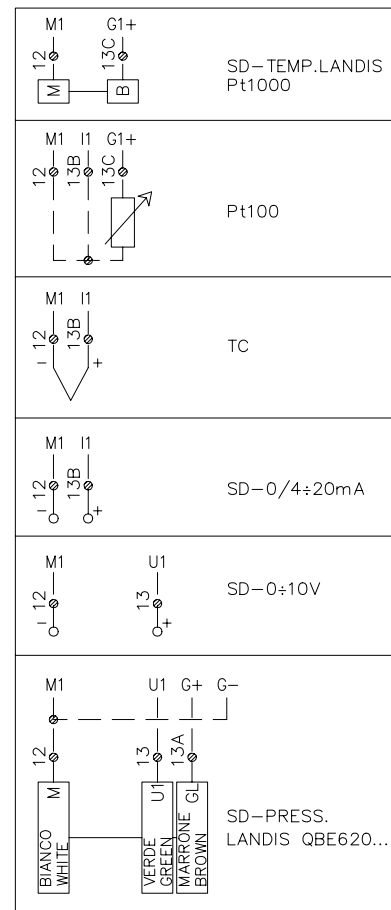 M1 G1+
12 13C
M B
SD-TEMP.LANDIS
Pt1000
M1 I1 G1+
12 13B 13C
Pt100
M1 I1
12 13B
- +
TC
M1 I1
12 13B
- +
SD-0/4÷20mA
M1 U1
12 13
- +
SD-0÷10V
M1 U1 G+ G-
12 13 13A
M U1 GL
BIANCO
WHITE
VERDE
GREEN
MARRONE
BROWN
SD-PRESS.
LANDIS QBE620...